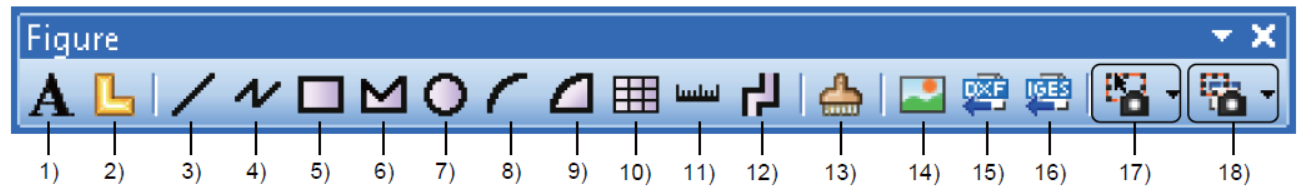 Figure
A
DXF IGES
1) 2) 3) 4) 5) 6) 7) 8) 9) 10) 11) 12) 13) 14) 15) 16) 17) 18)